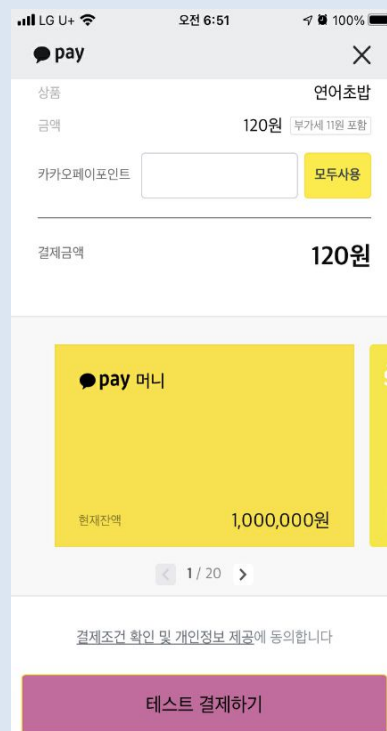 LG U+ 오전 6:51 100%
pay
상품 연어초밥
금액 120원 부가세 11원 포함
카카오페이포인트 모두사용
결제금액 120원
pay 머니
현재잔액 1,000,000원
1 / 20
결제조건 확인 및 개인정보 제공에 동의합니다
테스트 결제하기